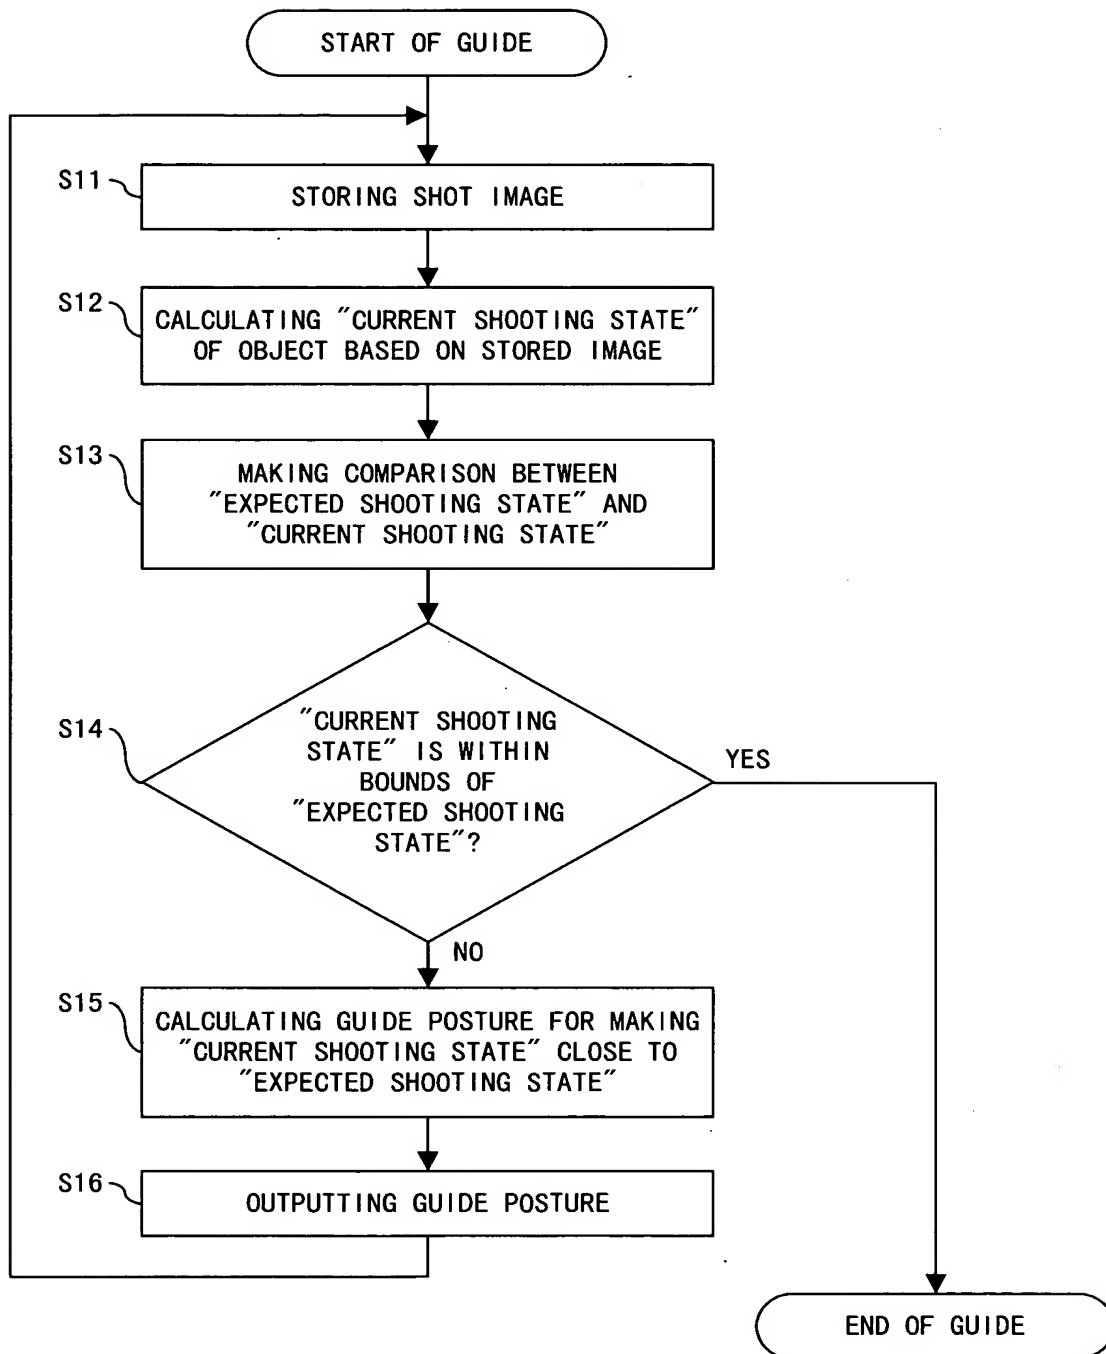 START OF GUIDE
S11
STORING SHOT IMAGE
S12
CALCULATING "CURRENT SHOOTING STATE"
OF OBJECT BASED ON STORED IMAGE
S13
MAKING COMPARISON BETWEEN
"EXPECTED SHOOTING STATE" AND
"CURRENT SHOOTING STATE"
S14
"CURRENT SHOOTING
STATE" IS WITHIN
BOUNDS OF
"EXPECTED SHOOTING
STATE"?
YES
NO
S15
CALCULATING GUIDE POSTURE FOR MAKING
"CURRENT SHOOTING STATE" CLOSE TO
"EXPECTED SHOOTING STATE"
S16
OUTPUTTING GUIDE POSTURE
END OF GUIDE